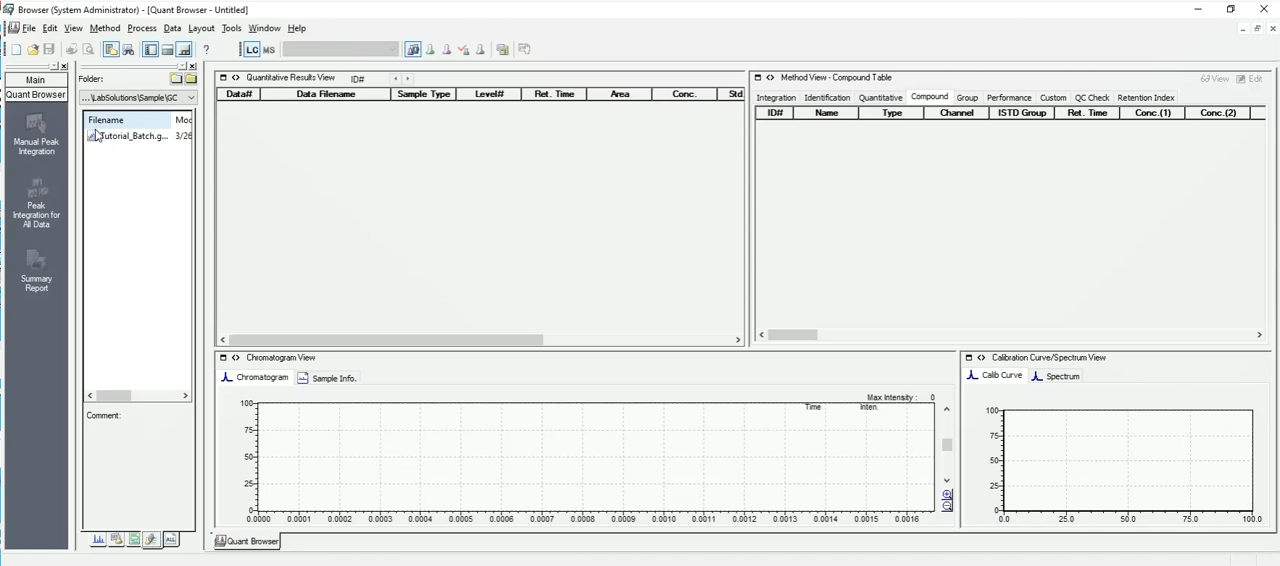 Browser (System Administrator) - [Quant Browser - Untitled]
File Edit View Method Process Data Layout Tools Window Help
LC MS
Main
Quant Browser
Manual Peak
Integration
Peak
Integration for
All Data
Summary
Report
Folder:
...\LabSolutions\Sample\GC
Filename
Tutorial_Batch.g... 3/26
Comment:
ALL
Quantitative Results View ID#
Data# Data Filename Sample Type Level# Ret. Time Area Conc. Std
Method View - Compound Table View Edit
Integration Identification Quantitative Compound Group Performance Custom QC Check Retention Index
ID# Name Type Channel ISTD Group Ret. Time Conc.(1) Conc.(2)
Chromatogram View
Chromatogram Sample Info.
Max Intensity : 0
Time Inten.
100
75
50
25
0
0.0000 0.0001 0.0002 0.0003 0.0004 0.0005 0.0006 0.0007 0.0008 0.0009 0.0010 0.0011 0.0012 0.0013 0.0014 0.0015 0.0016
Calibration Curve/Spectrum View
Calib Curve Spectrum
100
75
50
25
0
0.0 25.0 50.0 75.0 100.0
Quant Browser